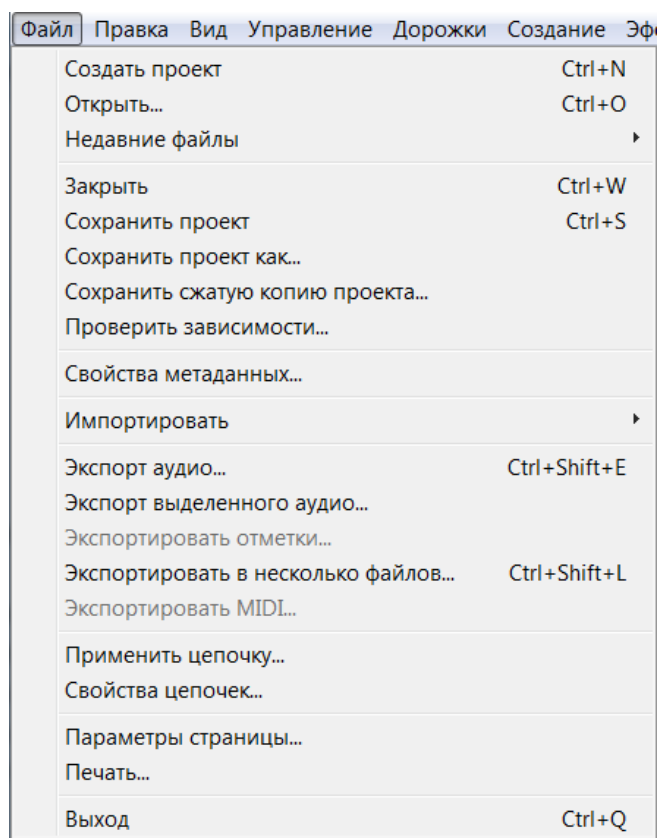 Файл Правка Вид Управление Дорожки Создание Эфе
Создать проект Ctrl+N
Открыть... Ctrl+O
Недавние файлы
Закрыть Ctrl+W
Сохранить проект Ctrl+S
Сохранить проект как...
Сохранить сжатую копию проекта...
Проверить зависимости...
Свойства метаданных...
Импортировать
Экспорт аудио... Ctrl+Shift+E
Экспорт выделенного аудио...
Экспортировать отметки...
Экспортировать в несколько файлов... Ctrl+Shift+L
Экспортировать MIDI...
Применить цепочку...
Свойства цепочек...
Параметры страницы...
Печать...
Выход Ctrl+Q